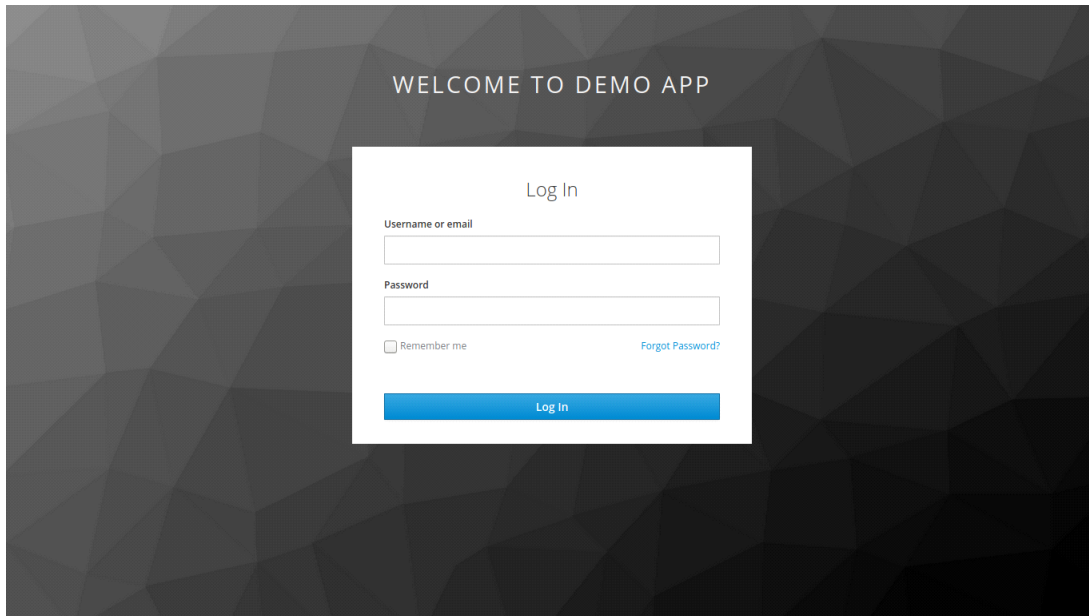 WELCOME TO DEMO APP
Log In
Username or email
Password
Remember me Forgot Password?
Log In